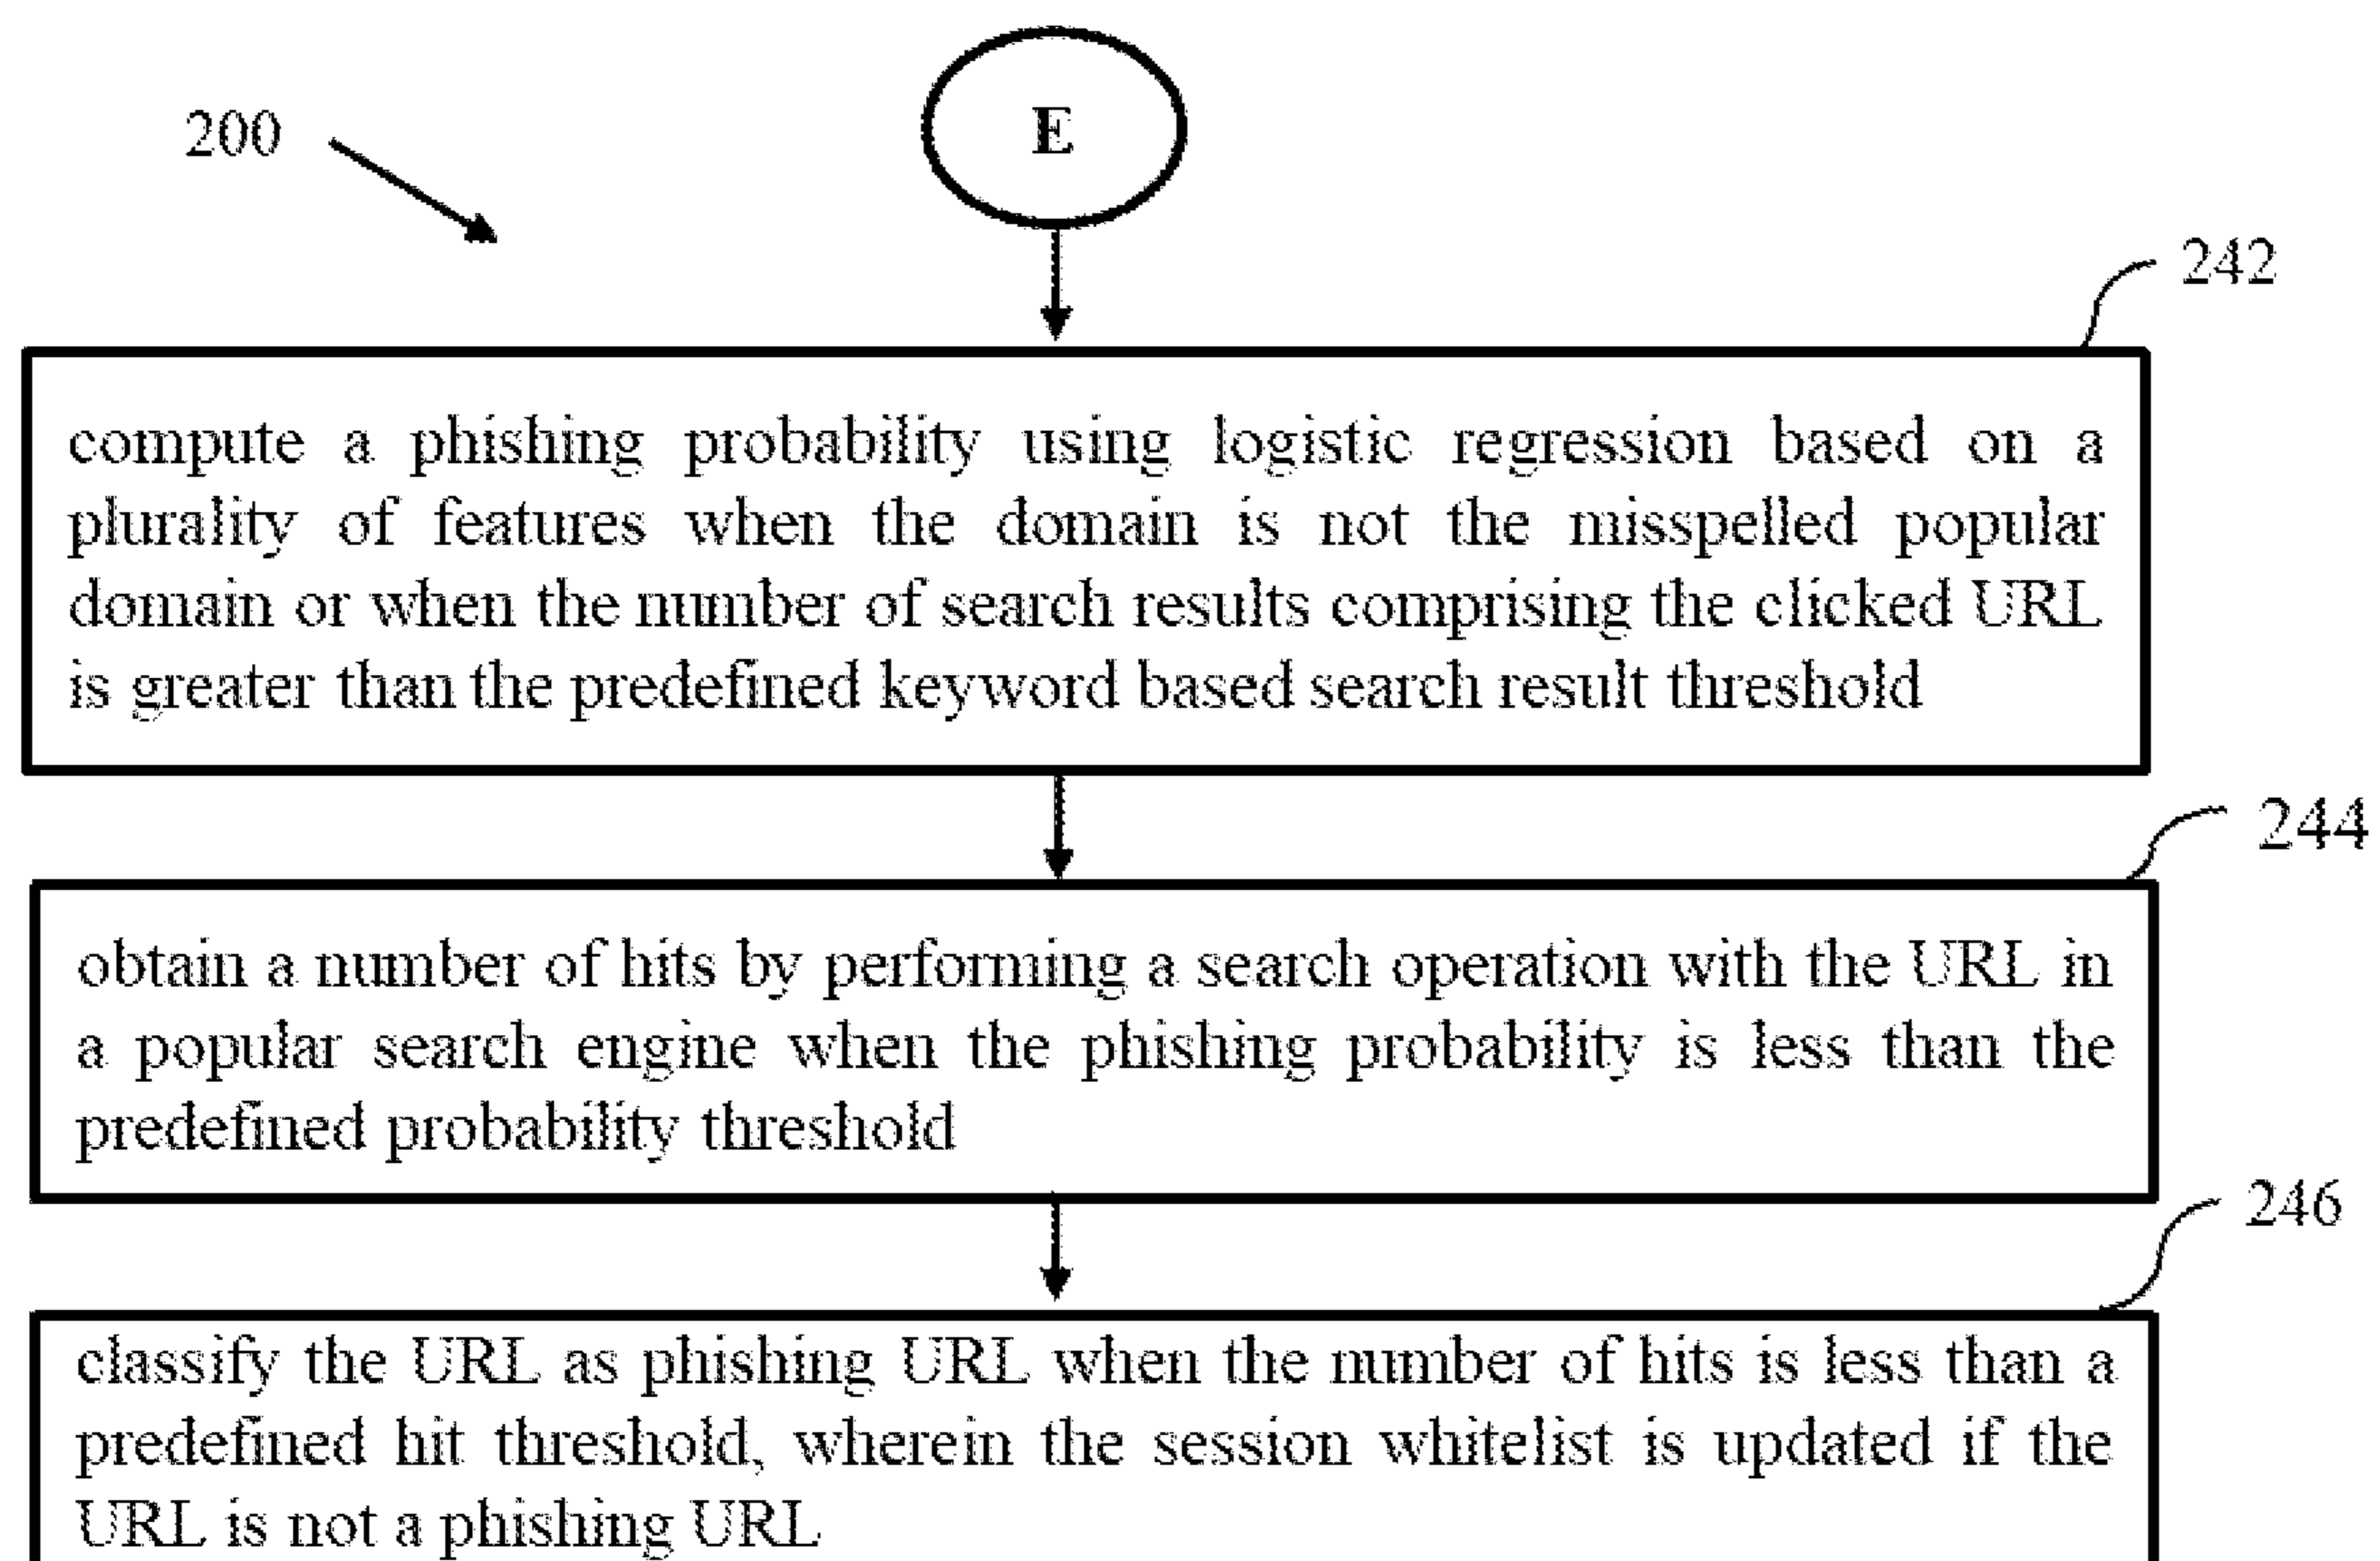 E
200
242
compute a phishing probability using logistic regression based on a
plurality of features when the domain is not the misspelled popular
domain or when the number of search results comprising the clicked URL
is greater than the predefined keyword based search result threshold
244
obtain a number of hits by performing a search operation with the URL in
a popular search engine when the phishing probability is less than the
predefined probability threshold
246
classify the URL as phishing URL when the number of hits is less than a
predefined hit threshold, wherein the session whitelist is updated if the
URL is not a phishing URL